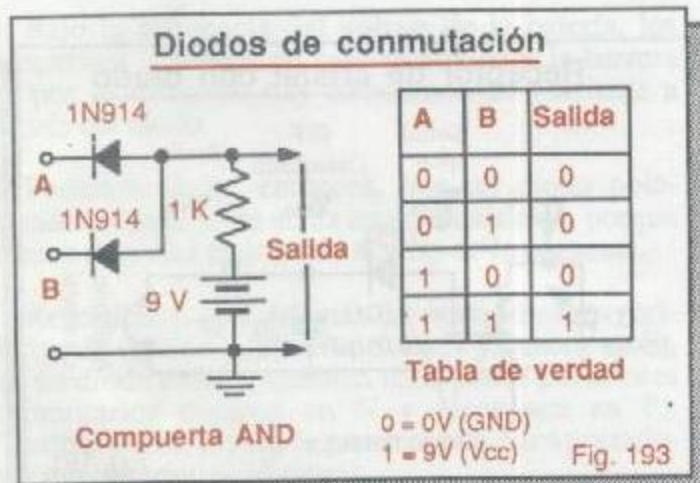 Diodos de conmutación
1N914
A
1N914
B
1 K
9 V
Salida
Compuerta AND
A B Salida
0 0 0
0 1 0
1 0 0
1 1 1
Tabla de verdad
0 = 0V (GND)
1 = 9V (Vcc)
Fig. 193